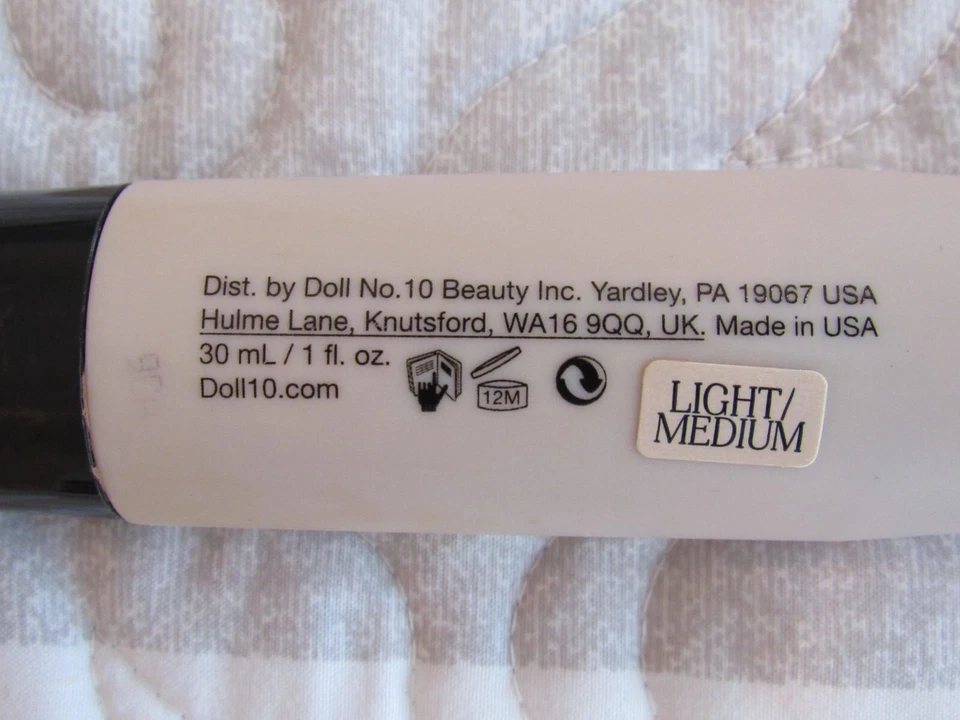 Dist. by Doll No.10 Beauty Inc. Yardley, PA 19067 USA
Hulme Lane, Knutsford, WA16 9QQ, UK. Made in USA
30 mL / 1 fl. oz.
Doll10.com
12M
LIGHT/
MEDIUM